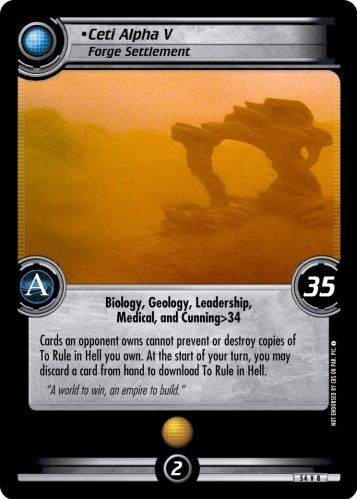 •Ceti Alpha V
Forge Settlement
A
35
Biology, Geology, Leadership,
Medical, and Cunning>34
Cards an opponent owns cannot prevent or destroy copies of
To Rule in Hell you own. At the start of your turn, you may
discard a card from hand to download To Rule in Hell.
“A world to win, an empire to build.”
NOT ENDORSED BY CBS OR PAR. PIC.
2
54 V 8